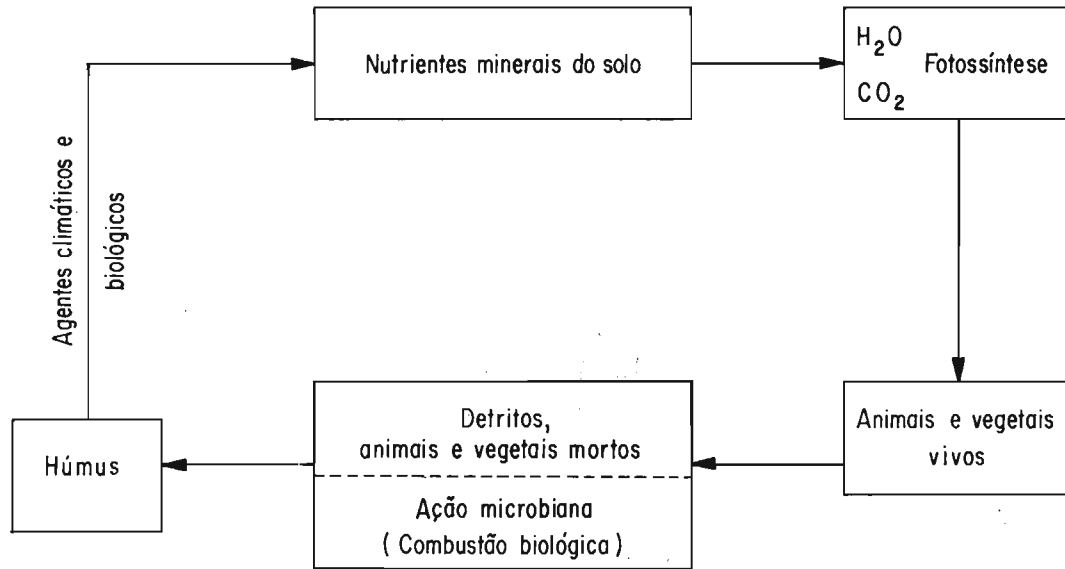 Nutrientes minerais do solo
H₂O
Fotossíntese
CO₂
Agentes climáticos e
biológicos
Animais e vegetais
vivos
Detritos,
animais e vegetais mortos
Ação microbiana
( Combustão biológica)
Húmus